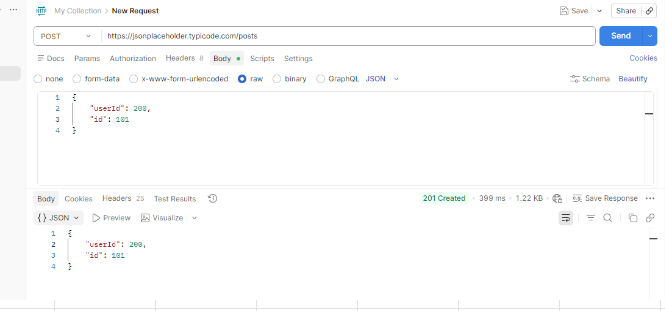 HTTP My Collection > New Request Save Share
POST https://jsonplaceholder.typicode.com/posts Send
Docs Params Authorization Headers 8 Body Scripts Settings Cookies
none form-data x-www-form-urlencoded raw binary GraphQL JSON Schema Beautify
1 {
2 "userId": 200,
3 "id": 101
4 }
Body Cookies Headers 25 Test Results 201 Created 399 ms 1.22 KB Save Response
{} JSON Preview Visualize
1 {
2 "userId": 200,
3 "id": 101
4 }